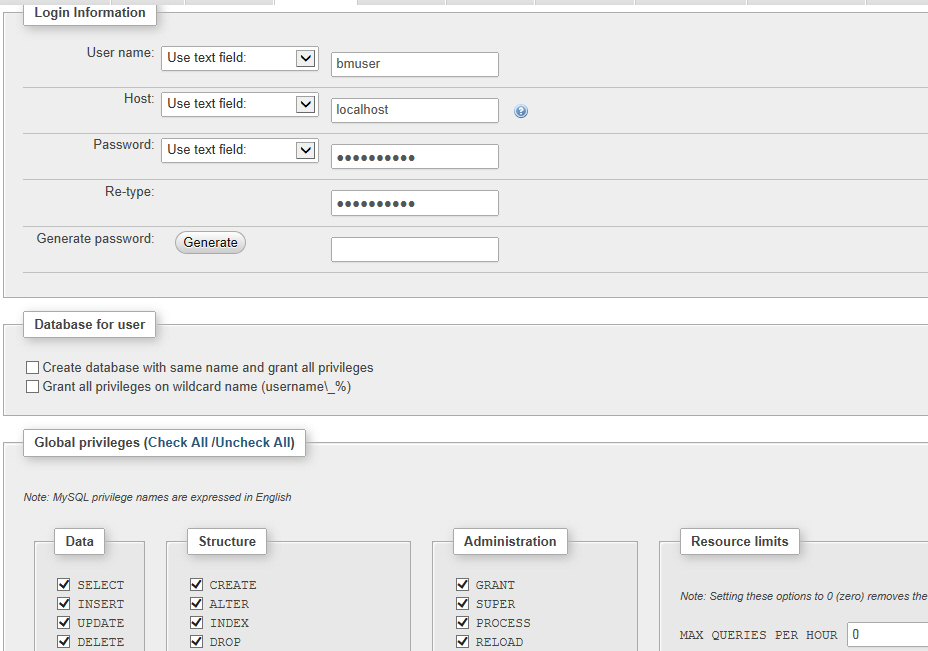 Login Information
User name: Use text field: bmuser
Host: Use text field: localhost
Password: Use text field: ●●●●●●●●●●
Re-type: ●●●●●●●●●●
Generate password: Generate
Database for user
Create database with same name and grant all privileges
Grant all privileges on wildcard name (username\_%)
Global privileges (Check All /Uncheck All)
Note: MySQL privilege names are expressed in English
Data Structure Administration Resource limits
SELECT CREATE GRANT
Note: Setting these options to 0 (zero) removes the
INSERT ALTER SUPER
UPDATE INDEX PROCESS
MAX QUERIES PER HOUR 0
DELETE DROP RELOAD